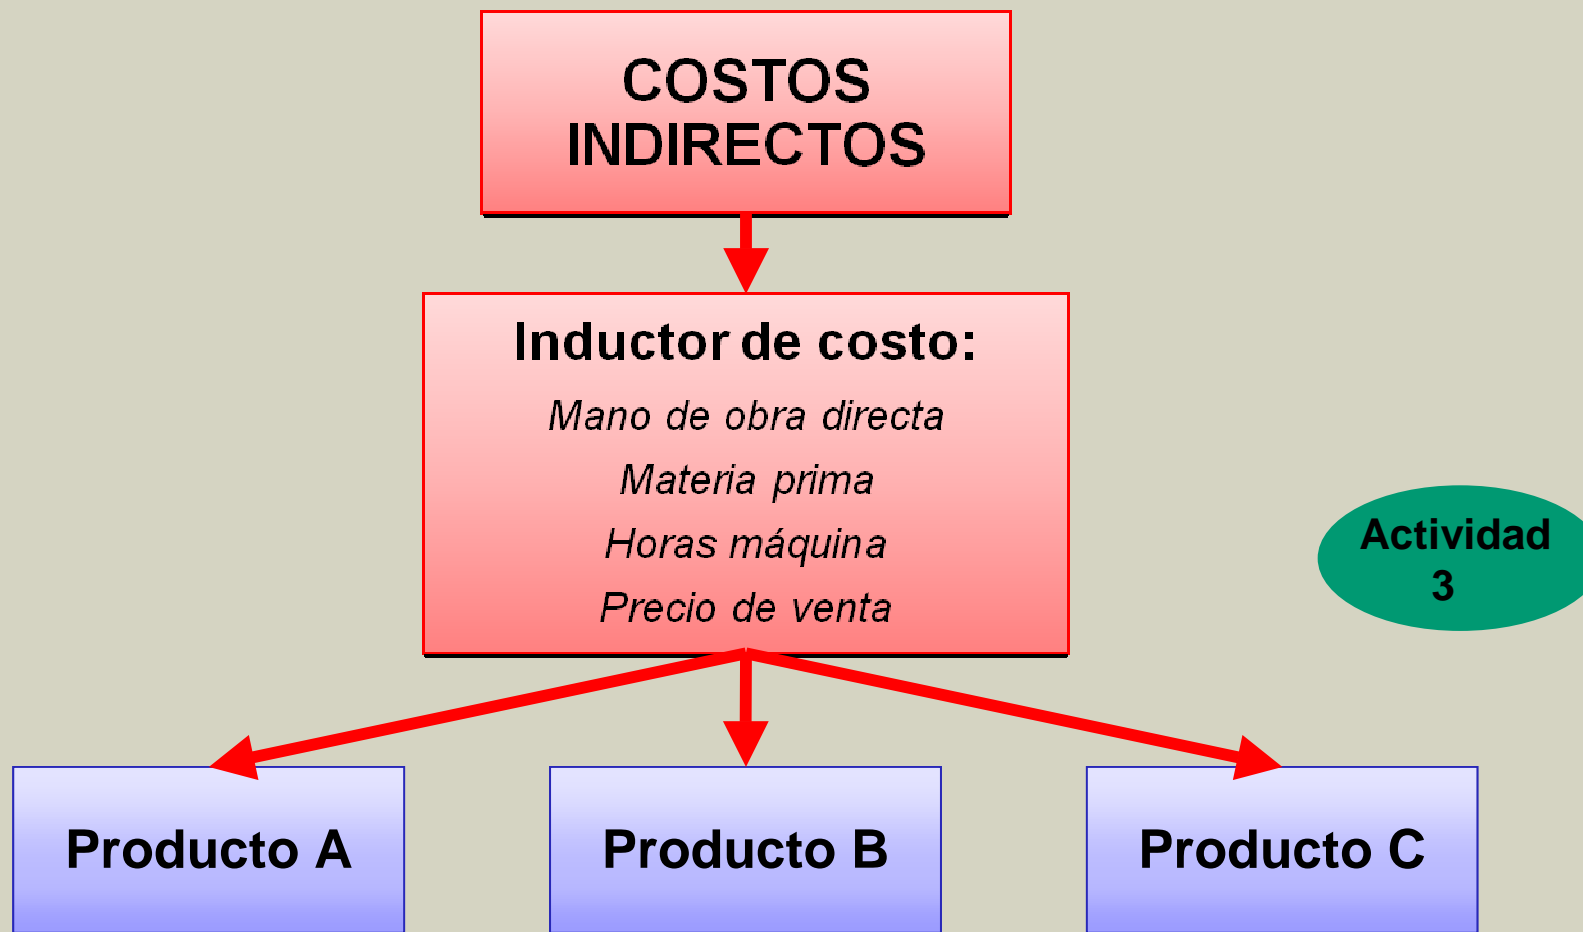 COSTOS
INDIRECTOS
Inductor de costo:
Mano de obra directa
Materia prima
Horas máquina
Precio de venta
Actividad
3
Producto A
Producto B
Producto C